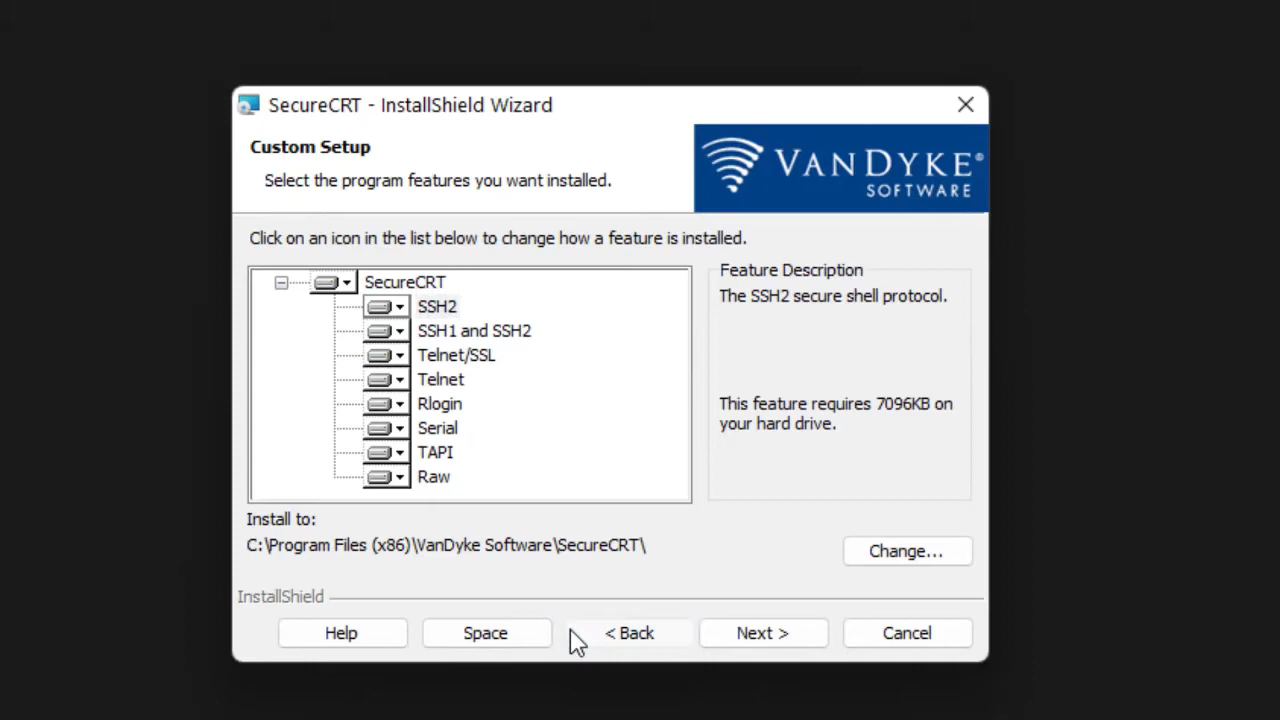 SecureCRT - InstallShield Wizard
Custom Setup
Select the program features you want installed.
VANDYKE®
SOFTWARE
Click on an icon in the list below to change how a feature is installed.
SecureCRT
SSH2
SSH1 and SSH2
Telnet/SSL
Telnet
Rlogin
Serial
TAPI
Raw
Feature Description
The SSH2 secure shell protocol.
This feature requires 7096KB on
your hard drive.
Install to:
C:\Program Files (x86)\VanDyke Software\SecureCRT\
Change...
InstallShield
Help
Space
< Back
Next >
Cancel